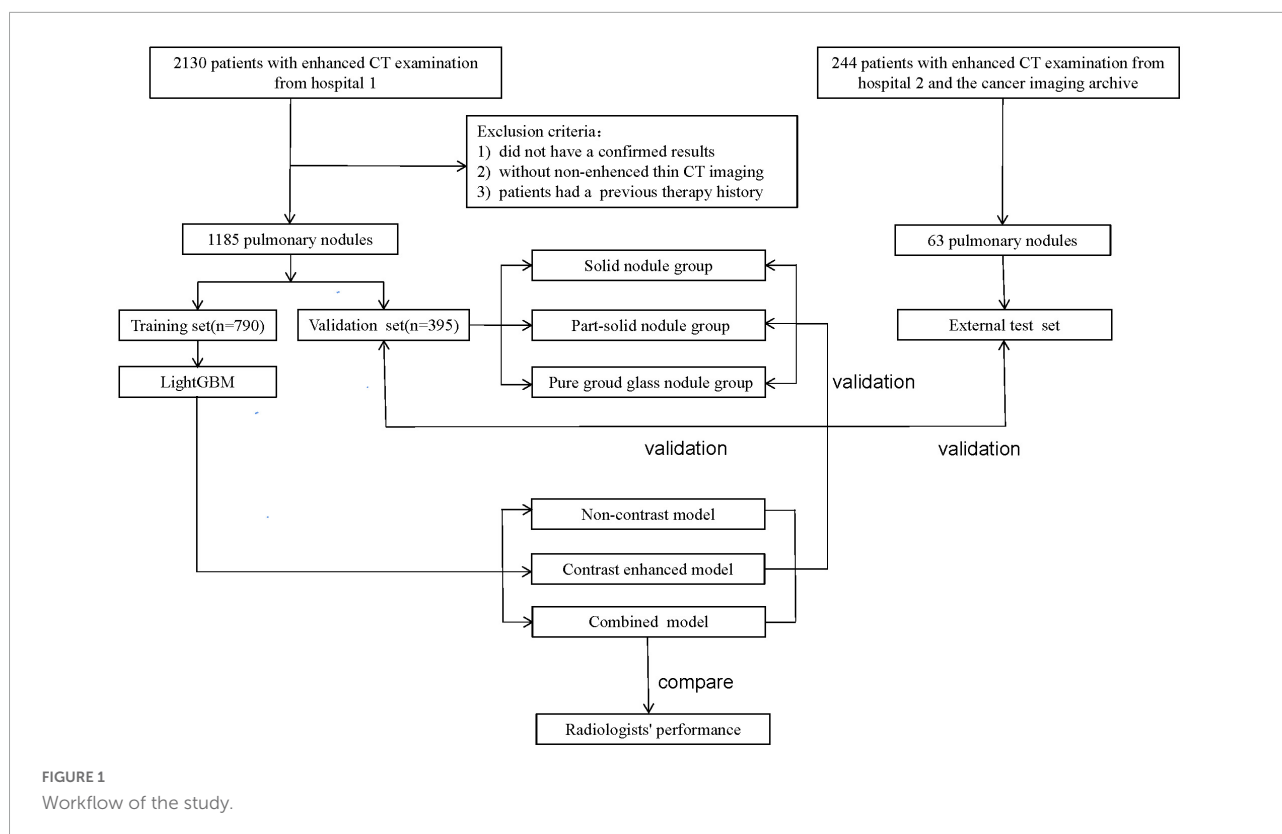 2130 patients with enhanced CT examination
from hospital 1
244 patients with enhanced CT examination from
hospital 2 and the cancer imaging archive
Exclusion criteria:
1) did not have a confirmed results
2) without non-enhenced thin CT imaging
3) patients had a previous therapy history
1185 pulmonary nodules
63 pulmonary nodules
Solid nodule group
Training set(n=790)
Validation set(n=395)
Part-solid nodule group
External test set
LightGBM
Pure groud glass nodule group
validation
validation
validation
Non-contrast model
Contrast enhanced model
Combined model
compare
Radiologists' performance
FIGURE 1
Workflow of the study.